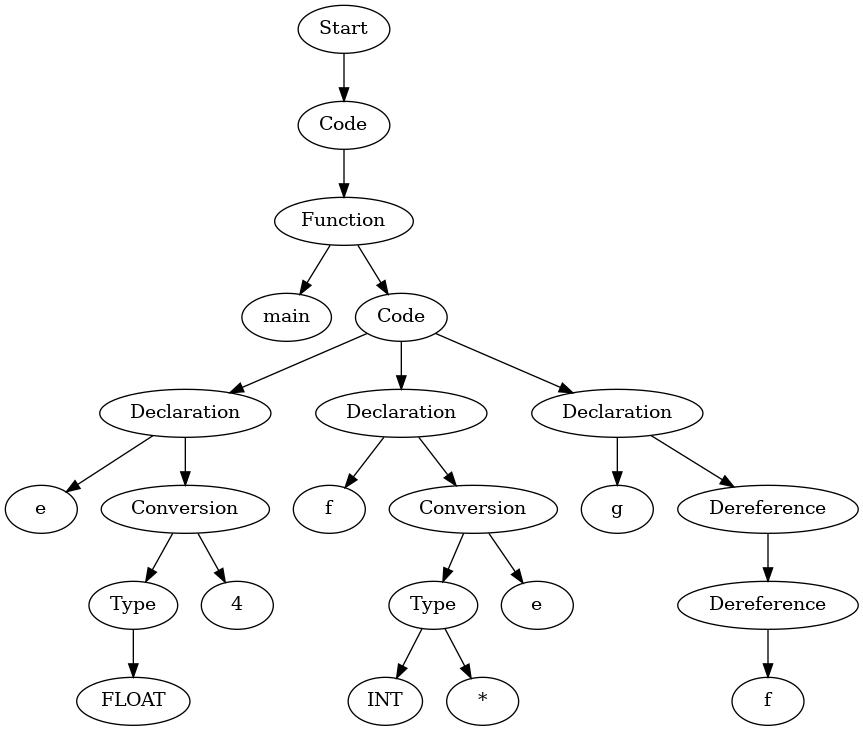 Start
Code
Function
main
Code
Declaration
Declaration
Declaration
e
Conversion
f
Conversion
g
Dereference
Type
4
Type
e
Dereference
FLOAT
INT
*
f